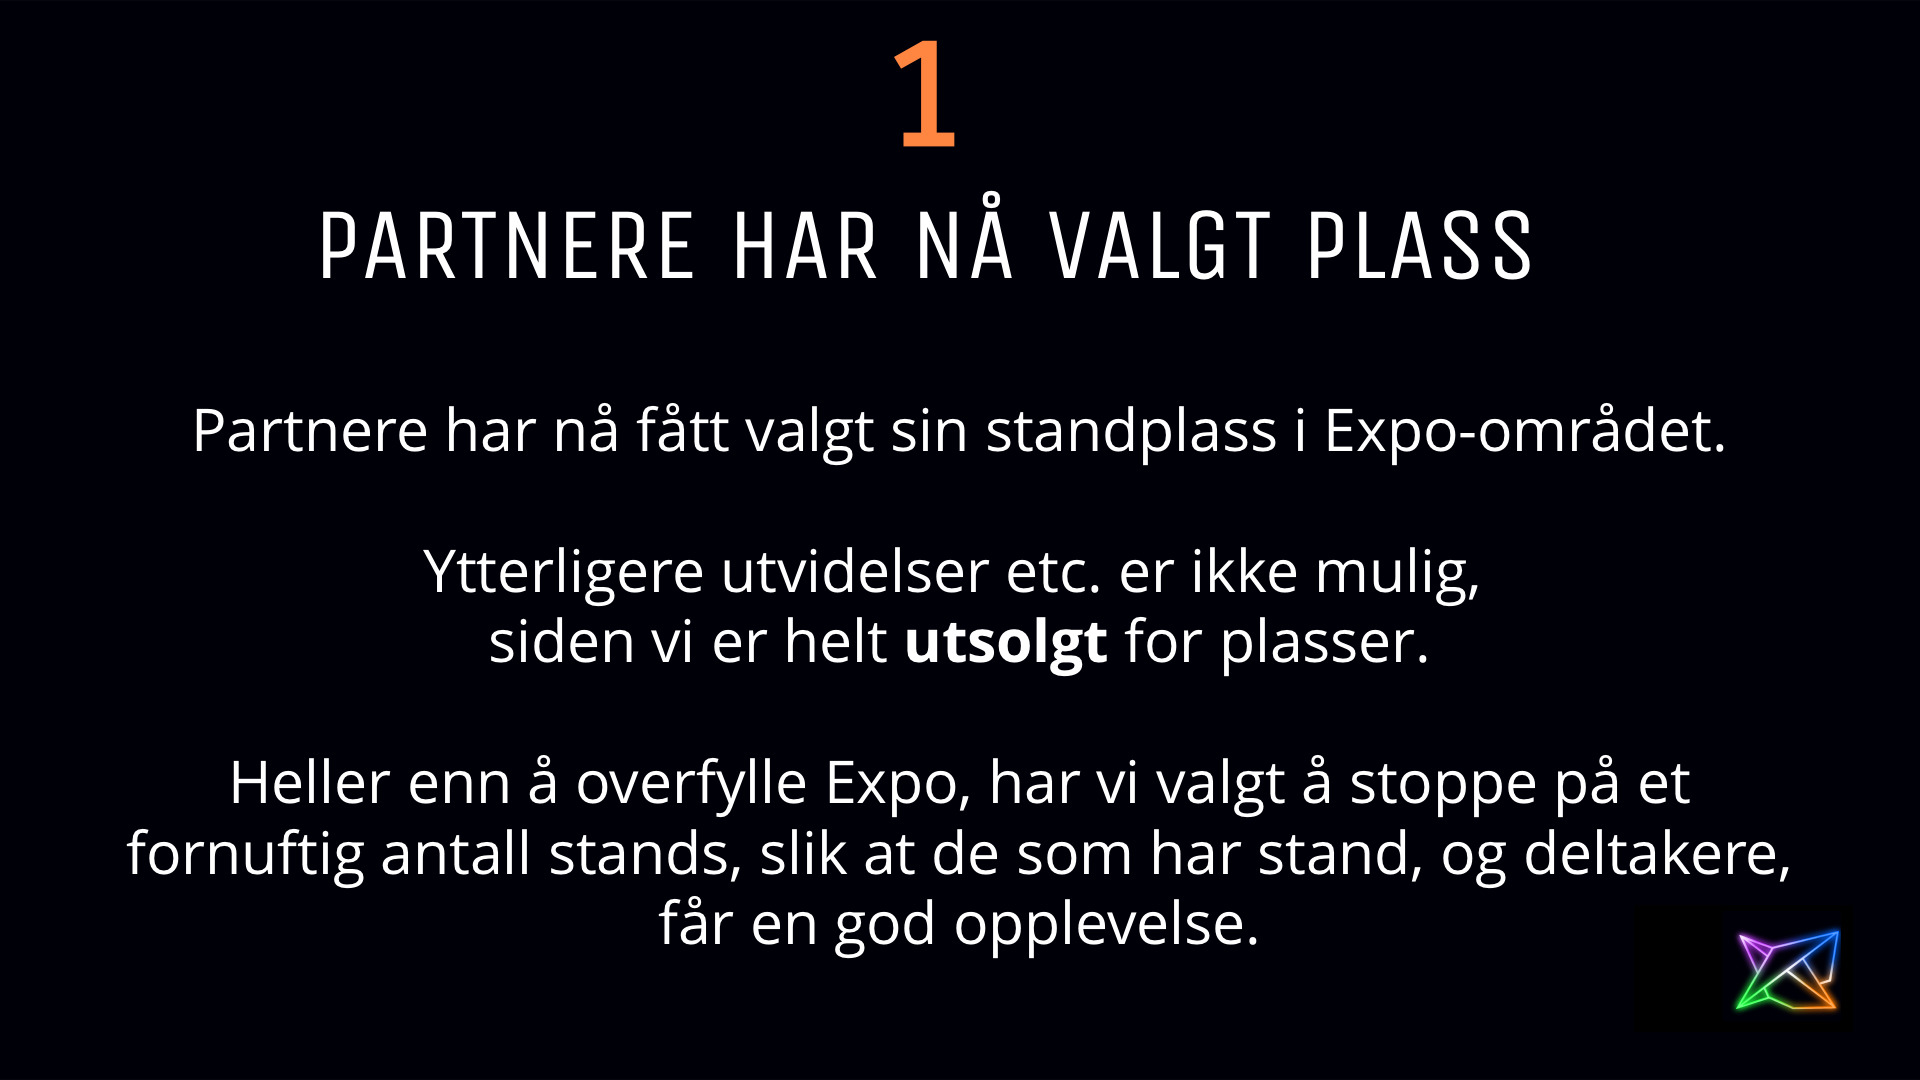 1
PARTNERE HAR NÅ VALGT PLASS
Partnere har nå fått valgt sin standplass i Expo-området.
Ytterligere utvidelser etc. er ikke mulig,
siden vi er helt utsolgt for plasser.
Heller enn å overfylle Expo, har vi valgt å stoppe på et
fornuftig antall stands, slik at de som har stand, og deltakere,
får en god opplevelse.